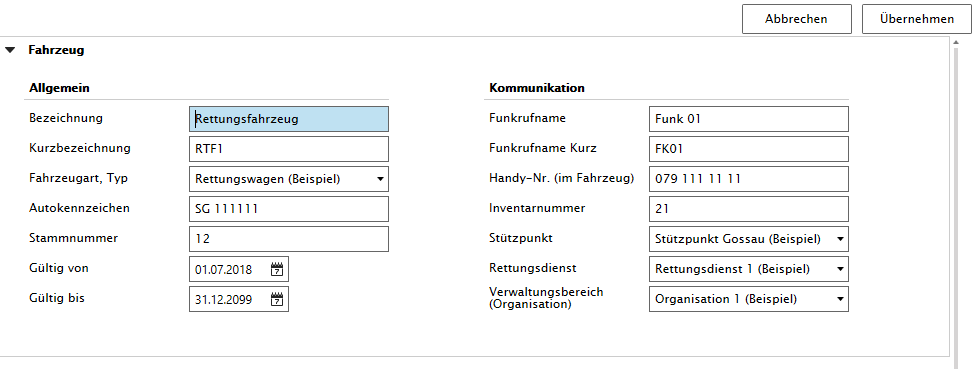 Abbrechen Übernehmen
Fahrzeug
Allgemein Kommunikation
Bezeichnung Rettungsfahrzeug Funkrufname Funk 01
Kurzbezeichnung RTF1 Funkrufname Kurz FK01
Fahrzeugart, Typ Rettungswagen (Beispiel) Handy-Nr. (im Fahrzeug) 079 111 11 11
Autokennzeichen SG 111111 Inventarnummer 21
Stammnummer 12 Stützpunkt Stützpunkt Gossau (Beispiel)
Gültig von 01.07.2018 7 Rettungsdienst Rettungsdienst 1 (Beispiel)
Gültig bis 31.12.2099 7 Verwaltungsbereich
(Organisation) Organisation 1 (Beispiel)